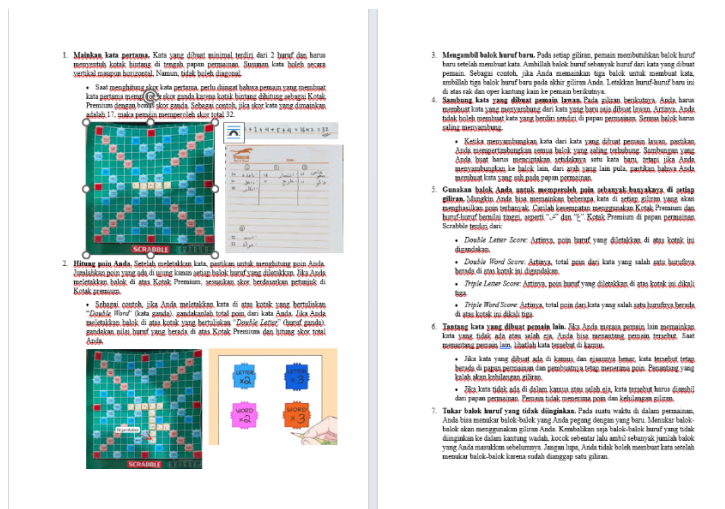 1. Mainkan kata pertama. Kata yang dibuat minimal terdiri dari 2 huruf dan harus
menyentuh kotak bintang di tengah papan permainan. Susunan kata boleh secara
vertikal maupun horizontal. Namun, tidak boleh diagonal.
• Saat menghitung skor kata pertama, perlu diingat bahwa pemain yang membuat
kata pertama skor ganda karena kotak bintang dihitung sebagai Kotak
Premium dengan bonus skor ganda. Sebagai contoh, jika skor kata yang dimainkan
adalah 17, maka pemain memperoleh skor total 32.
SCRABBLE
2. Hitung poin Anda. Setelah meletakkan kata, pastikan untuk menghitung poin Anda.
Jumlahkan poin yang ada di ujung kanan setiap balok huruf yang diletakkan. Jika Anda
meletakkan balok di atas Kotak Premium, sesuaikan skor berdasarkan petunjuk di
Kotak premium.
• Sebagai contoh, jika Anda meletakkan kata di atas kotak yang bertuliskan
"Double Word" (kata ganda), gandakanlah total poin dari kata Anda. Jika Anda
meletakkan balok di atas kotak yang bertuliskan "Double Letter" (huruf ganda),
gandakan nilai huruf yang berada di atas Kotak Premium dan hitung skor total
Anda.
SCRABBLE
LETTER
×2
LETTER
×3
WORD
×2
WORD
×3
3. Mengambil balok huruf baru. Pada setiap giliran, pemain membutuhkan balok huruf
baru setelah membuat kata. Ambillah balok huruf sebanyak huruf dari kata yang dibuat
pemain. Sebagai contoh, jika Anda memainkan tiga balok untuk membuat kata,
ambillah tiga balok huruf baru pada akhir giliran Anda. Letakkan huruf-huruf baru ini
di atas rak dan oper kantung kain ke pemain berikutnya.
4. Sambung kata yang dibuat pemain lawan. Pada giliran berikutnya, Anda harus
membuat kata yang menyambung dari kata yang baru saja dibuat lawan. Artinya, Anda
tidak boleh membuat kata yang berdiri sendiri di papan permainan. Semua balok harus
saling menyambung.
• Ketika menyambungkan kata dari kata yang dibuat pemain lawan, pastikan
Anda mempertimbangkan semua balok yang saling terhubung. Sambungan yang
Anda buat harus menciptakan setidaknya satu kata baru, tetapi jika Anda
menyambungkan ke balok lain, dari arah yang lain pula, pastikan bahwa Anda
membuat kata yang sah pada papan permainan.
5. Gunakan balok Anda untuk memperoleh poin sebanyak-banyaknya di setiap
giliran. Mungkin Anda bisa memainkan beberapa kata di setiap giliran yang akan
menghasilkan poin terbanyak. Carilah kesempatan menggunakan Kotak Premium dan
huruf-huruf bernilai tinggi, seperti dan Kotak Premium di papan permainan
Scrabble terdiri dari:
• Double Letter Score: Artinya, poin huruf yang diletakkan di atas kotak ini
digandakan.
• Double Word Score: Artinya, total poin dari kata yang salah satu hurufnya
berada di atas kotak ini digandakan.
• Triple Letter Score: Artinya, poin huruf yang diletakkan di atas kotak ini dikali
tiga.
• Triple Word Score: Artinya, total poin dari kata yang salah satu hurufnya berada
di atas kotak ini dikali tiga.
6. Tantang kata yang dibuat pemain lain. Jika Anda merasa pemain lain memainkan
kata yang tidak ada atau salah eja, Anda bisa menantang pemain tersebut. Saat
menantang pemain lain, lihatlah kata tersebut di kamus.
• Jika kata yang dibuat ada di kamus dan ejaannya benar, kata tersebut tetap
berada di papan permainan dan pembuatnya tetap menerima poin. Penantang yang
kalah akan kehilangan giliran.
• Jika kata tidak ada di dalam kamus atau salah eja, kata tersebut harus diambil
dari papan permainan. Pemain tidak menerima poin dan kehilangan giliran.
7. Tukar balok huruf yang tidak diinginkan. Pada suatu waktu di dalam permainan,
Anda bisa menukar balok-balok yang Anda pegang dengan yang baru. Menukar balok-
balok akan menggunakan giliran Anda. Kembalikan saja balok-balok huruf yang tidak
diinginkan ke dalam kantung wadah, kocok sebentar lalu ambil sebanyak jumlah balok
yang Anda masukkan sebelumnya. Jangan lupa, Anda tidak boleh membuat kata setelah
menukar balok-balok karena sudah dianggap satu giliran.